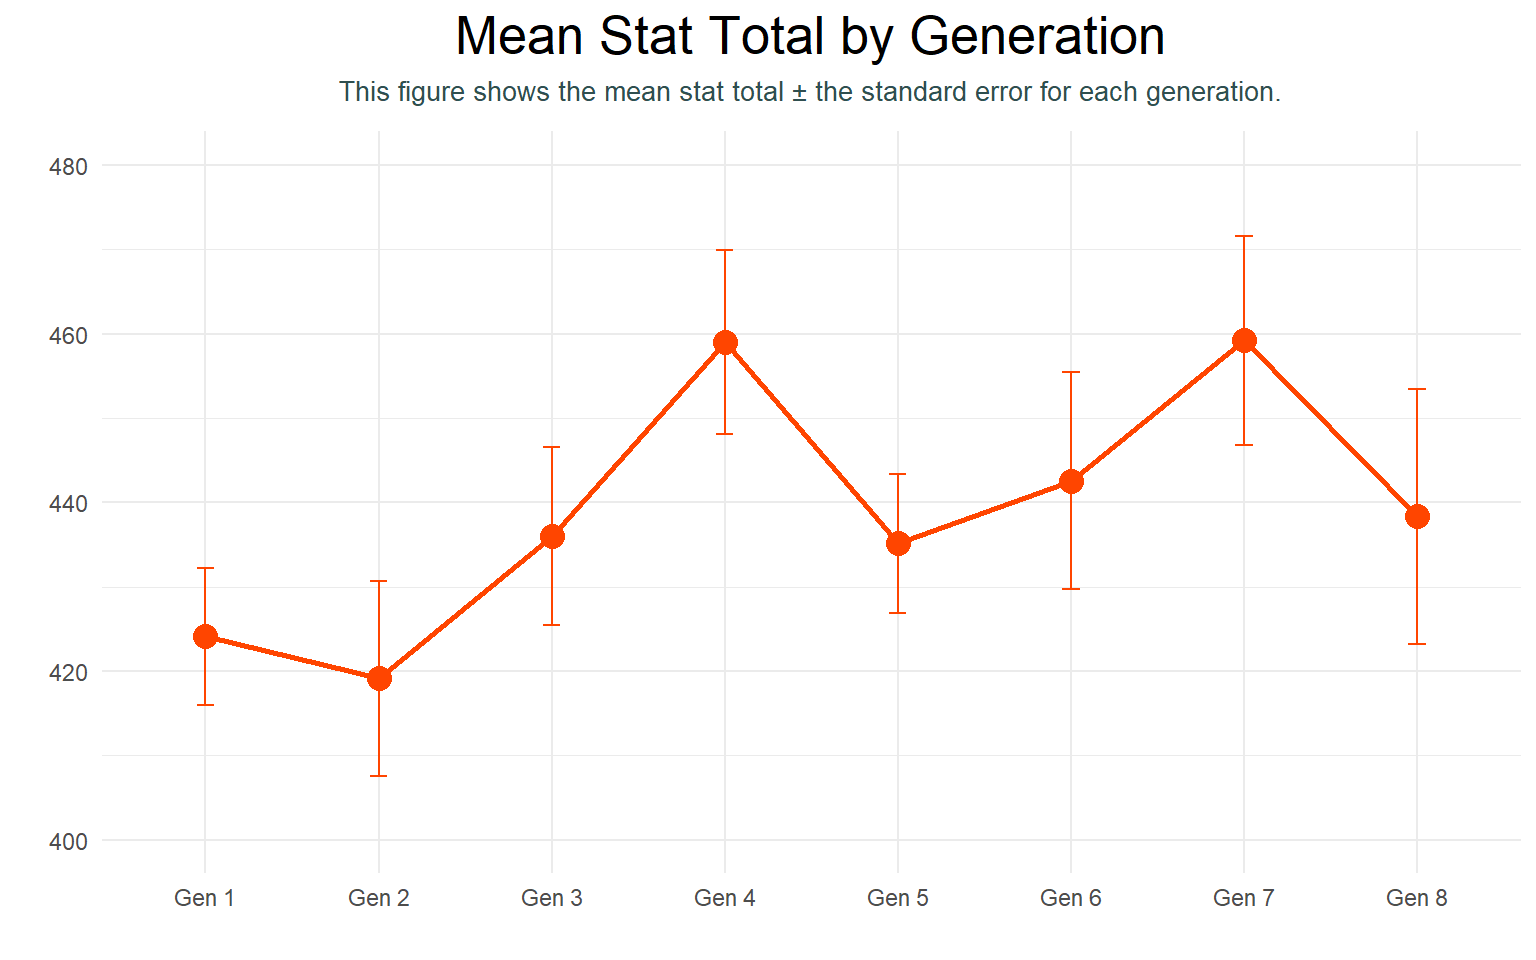 Mean Stat Total by Generation
This figure shows the mean stat total ± the standard error for each generation.
480
460
440
420
400
Gen 1 Gen 2 Gen 3 Gen 4 Gen 5 Gen 6 Gen 7 Gen 8